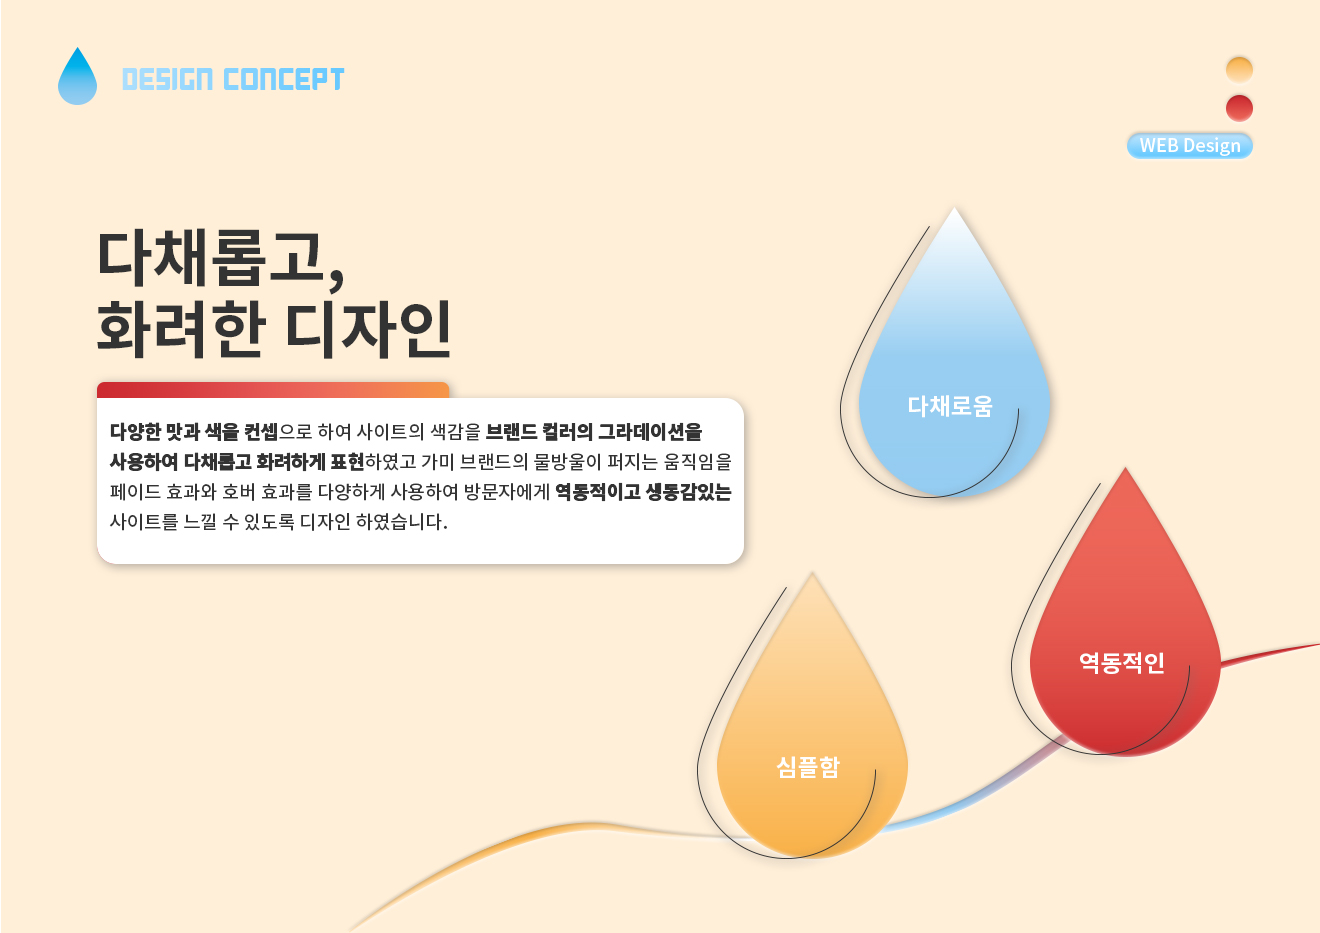 DESIGN CONCEPT
WEB Design
다채롭고,
화려한 디자인
다양한 맛과 색을 컨셉으로 하여 사이트의 색감을 브랜드 컬러의 그라데이션을
사용하여 다채롭고 화려하게 표현하였고 가미 브랜드의 물방울이 퍼지는 움직임을
페이드 효과와 호버 효과를 다양하게 사용하여 방문자에게 역동적이고 생동감있는
사이트를 느낄 수 있도록 디자인 하였습니다.
다채로움
역동적인
심플함